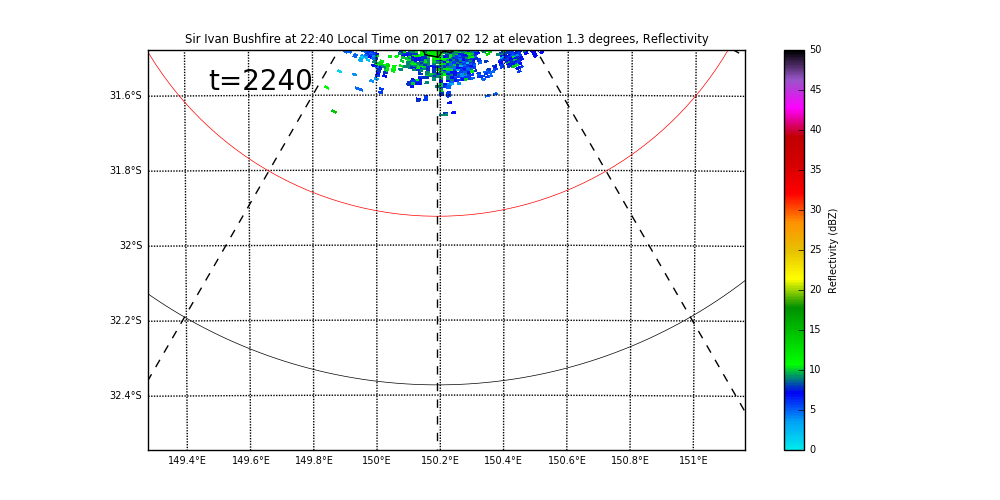 Sir Ivan Bushfire at 22:40 Local Time on 2017 02 12 at elevation 1.3 degrees, Reflectivity
t=2240
31.6°S
31.8°S
32°S
32.2°S
32.4°S
149.4°E 149.6°E 149.8°E 150°E 150.2°E 150.4°E 150.6°E 150.8°E 151°E
50
45
40
35
30
25
20
15
10
5
0
Reflectivity (dBZ)